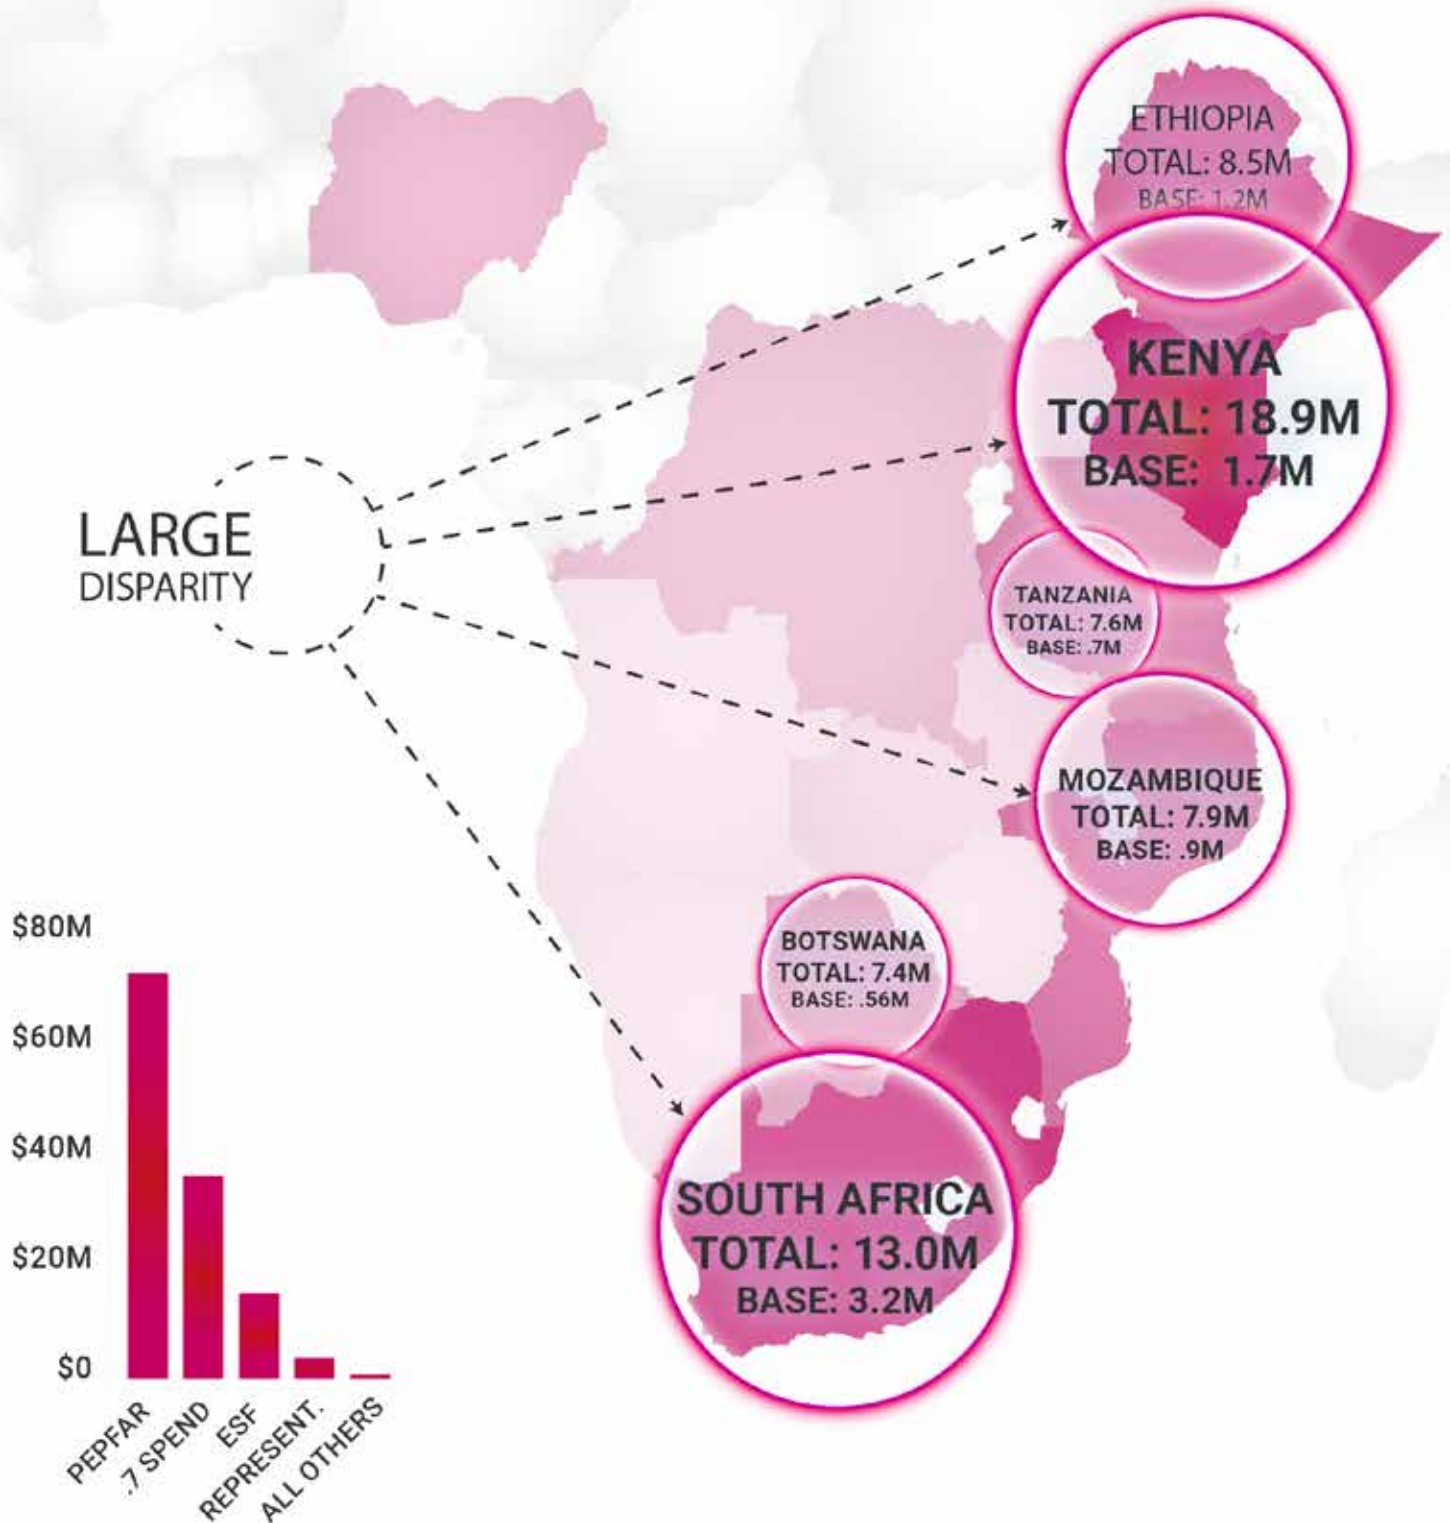 ETHIOPIA
TOTAL: 8.5M
BASE: 1.2M
KENYA
TOTAL: 18.9M
BASE: 1.7M
LARGE
DISPARITY
TANZANIA
TOTAL: 7.6M
BASE: .7M
MOZAMBIQUE
TOTAL: 7.9M
BASE: .9M
BOTSWANA
TOTAL: 7.4M
BASE: .56M
SOUTH AFRICA
TOTAL: 13.0M
BASE: 3.2M
$80M
$60M
$40M
$20M
$0
PEPFAR
.7 SPEND
ESF
REPRESENT.
ALL OTHERS